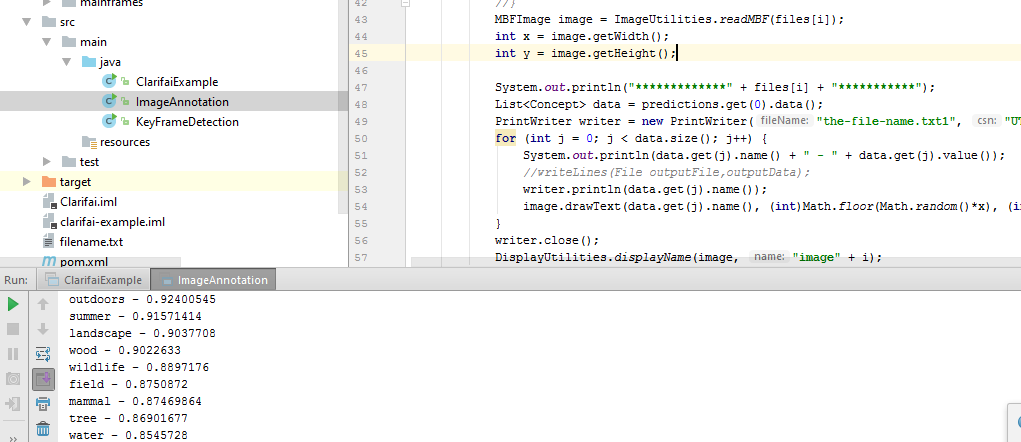 mainframes
src
main
java
ClarifaiExample
ImageAnnotation
KeyFrameDetection
resources
test
target
Clarifai.iml
clarifai-example.iml
filename.txt
pom.xml
42 //}
43 MBFImage image = ImageUtilities.readMBF(files[i]);
44 int x = image.getWidth();
45 int y = image.getHeight();
46
47 System.out.println("*************" + files[i] + "***********");
48 List<Concept> data = predictions.get(0).data();
49 PrintWriter writer = new PrintWriter( fileName: "the-file-name.txt1", csn: "U
50 for (int j = 0; j < data.size(); j++) {
51 System.out.println(data.get(j).name() + " - " + data.get(j).value());
52 //writeLines(File outputFile,outputData);
53 writer.println(data.get(j).name());
54 image.drawText(data.get(j).name(), (int)Math.floor(Math.random()*x), (i
55 }
56 writer.close();
57 DisplayUtilities.displayName(image, name: "image" + i);
Run: ClarifaiExample ImageAnnotation
outdoors - 0.92400545
summer - 0.91571414
landscape - 0.9037708
wood - 0.9022633
wildlife - 0.8897176
field - 0.8750872
mammal - 0.87469864
tree - 0.86901677
water - 0.8545728